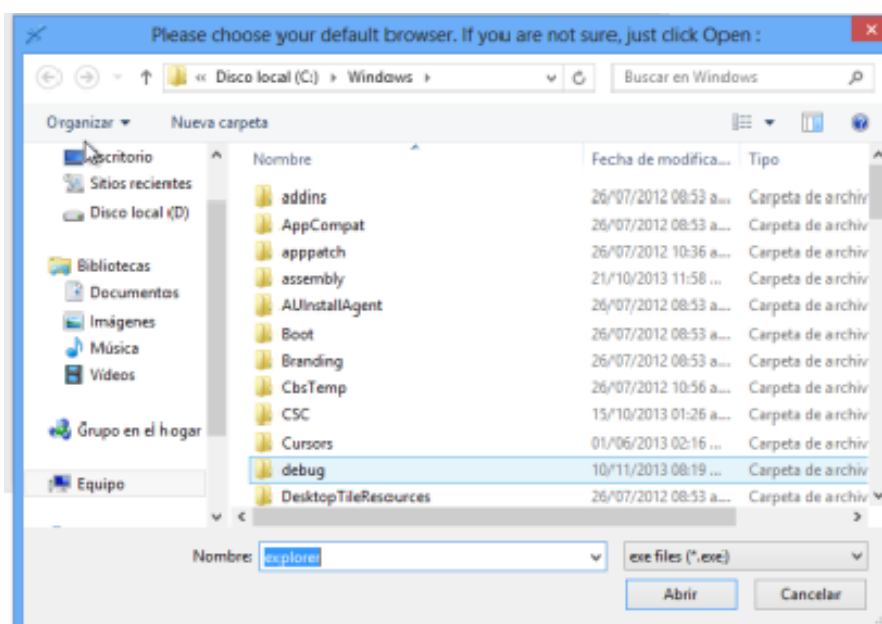 Please choose your default browser. If you are not sure, just click Open :
« Disco local (C:) Windows Buscar en Windows
Organizar Nueva carpeta
Escritorio
Sitios recientes
Disco local (D)
Bibliotecas
Documentos
Imágenes
Música
Vídeos
Grupo en el hogar
Equipo
Nombre Fecha de modifica... Tipo
addins 26/07/2012 08:53 a.... Carpeta de archiv
AppCompat 26/07/2012 08:53 a.... Carpeta de archiv
apppatch 26/07/2012 10:36 a.... Carpeta de archiv
assembly 21/10/2013 11:58 ... Carpeta de archiv
AUInstallAgent 26/07/2012 08:53 a.... Carpeta de archiv
Boot 26/07/2012 08:53 a.... Carpeta de archiv
Branding 26/07/2012 08:53 a.... Carpeta de archiv
CbsTemp 26/07/2012 10:56 a.... Carpeta de archiv
CSC 15/10/2013 01:26 a.... Carpeta de archiv
Cursors 01/06/2013 02:16 ... Carpeta de archiv
debug 10/11/2013 08:19 ... Carpeta de archiv
DesktopTileResources 26/07/2012 08:53 a.... Carpeta de archiv
Nombre: explorer exe files (*.exe;)
Abrir Cancelar